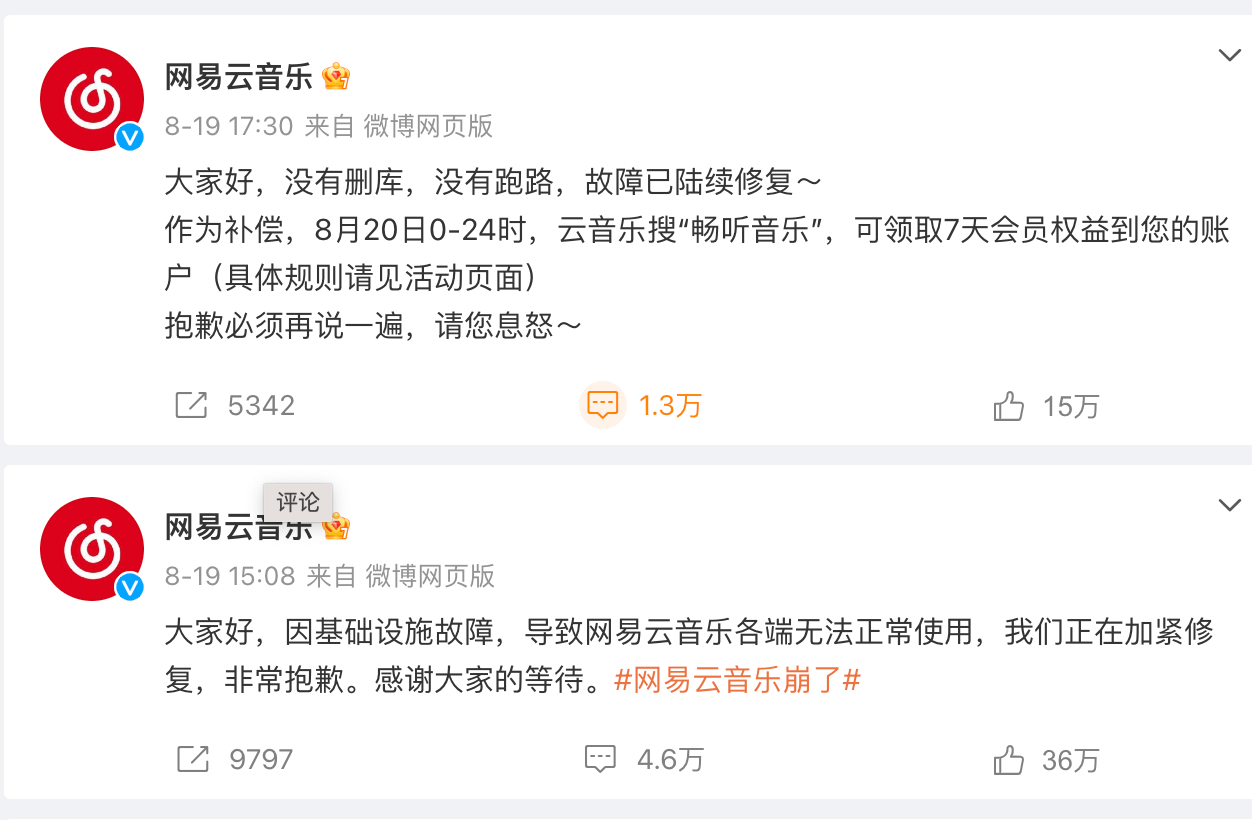 网易云音乐
8-19 17:30 来自 微博网页版
大家好，没有删库，没有跑路，故障已陆续修复～
作为补偿，8月20日0-24时，云音乐搜“畅听音乐”，可领取7天会员权益到您的账
户（具体规则请见活动页面）
抱歉必须再说一遍，请您息怒～
5342 1.3万 15万
评论
网易云音乐
8-19 15:08 来自 微博网页版
大家好，因基础设施故障，导致网易云音乐各端无法正常使用，我们正在加紧修
复，非常抱歉。感谢大家的等待。#网易云音乐崩了#
9797 4.6万 36万